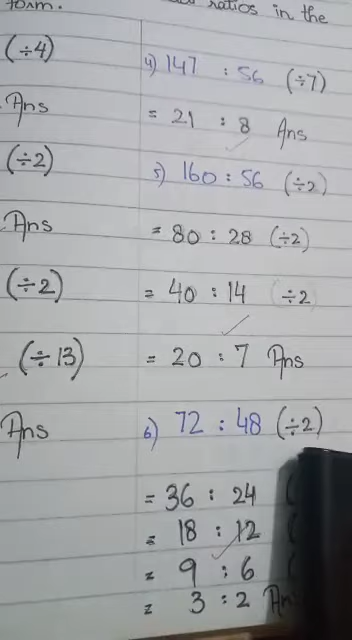 form.
ratios in the
(÷4)
Ans
(÷2)
Ans
(÷2)
(÷13)
Ans
4) 147 : 56 (÷7)
= 21 : 8 Ans
5) 160 : 56 (÷2)
= 80 : 28 (÷2)
= 40 : 14 (÷2)
= 20 : 7 Ans
6) 72 : 48 (÷2)
= 36 : 24 (
= 18 : 12 (
= 9 : 6 (
= 3 : 2 Ans